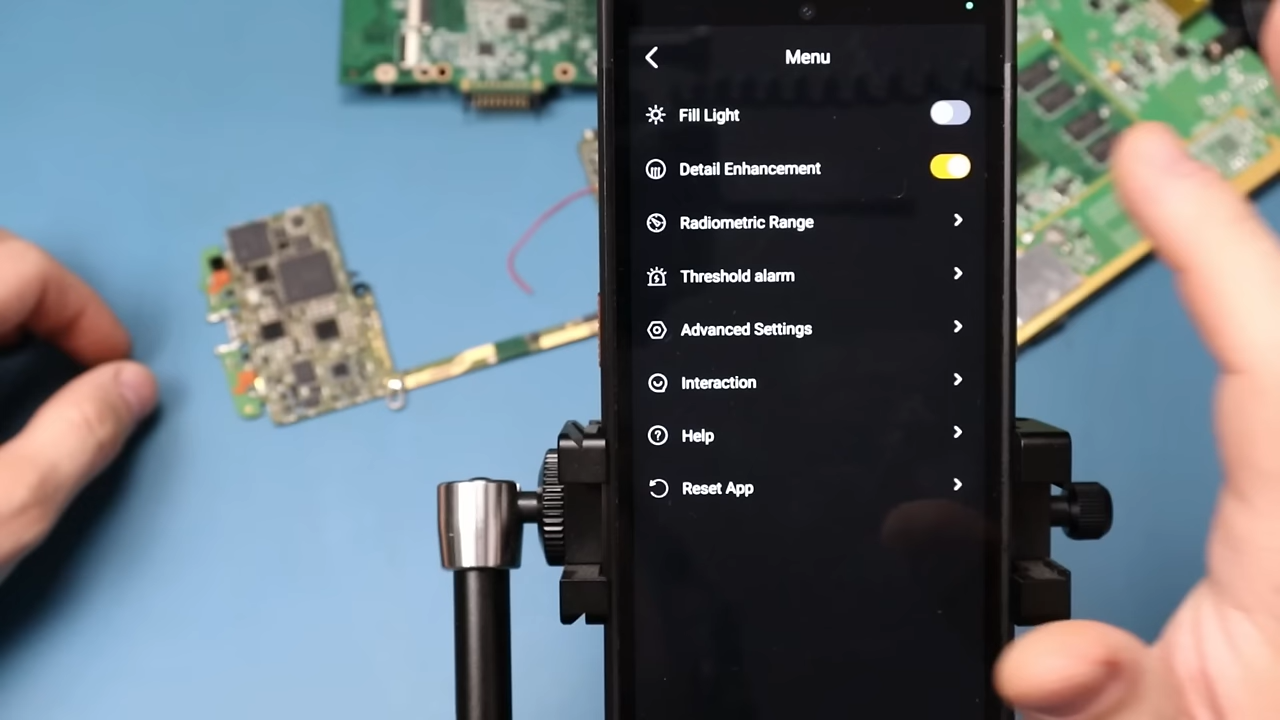 Menu
Fill Light
Detail Enhancement
Radiometric Range
Threshold alarm
Advanced Settings
Interaction
Help
Reset App